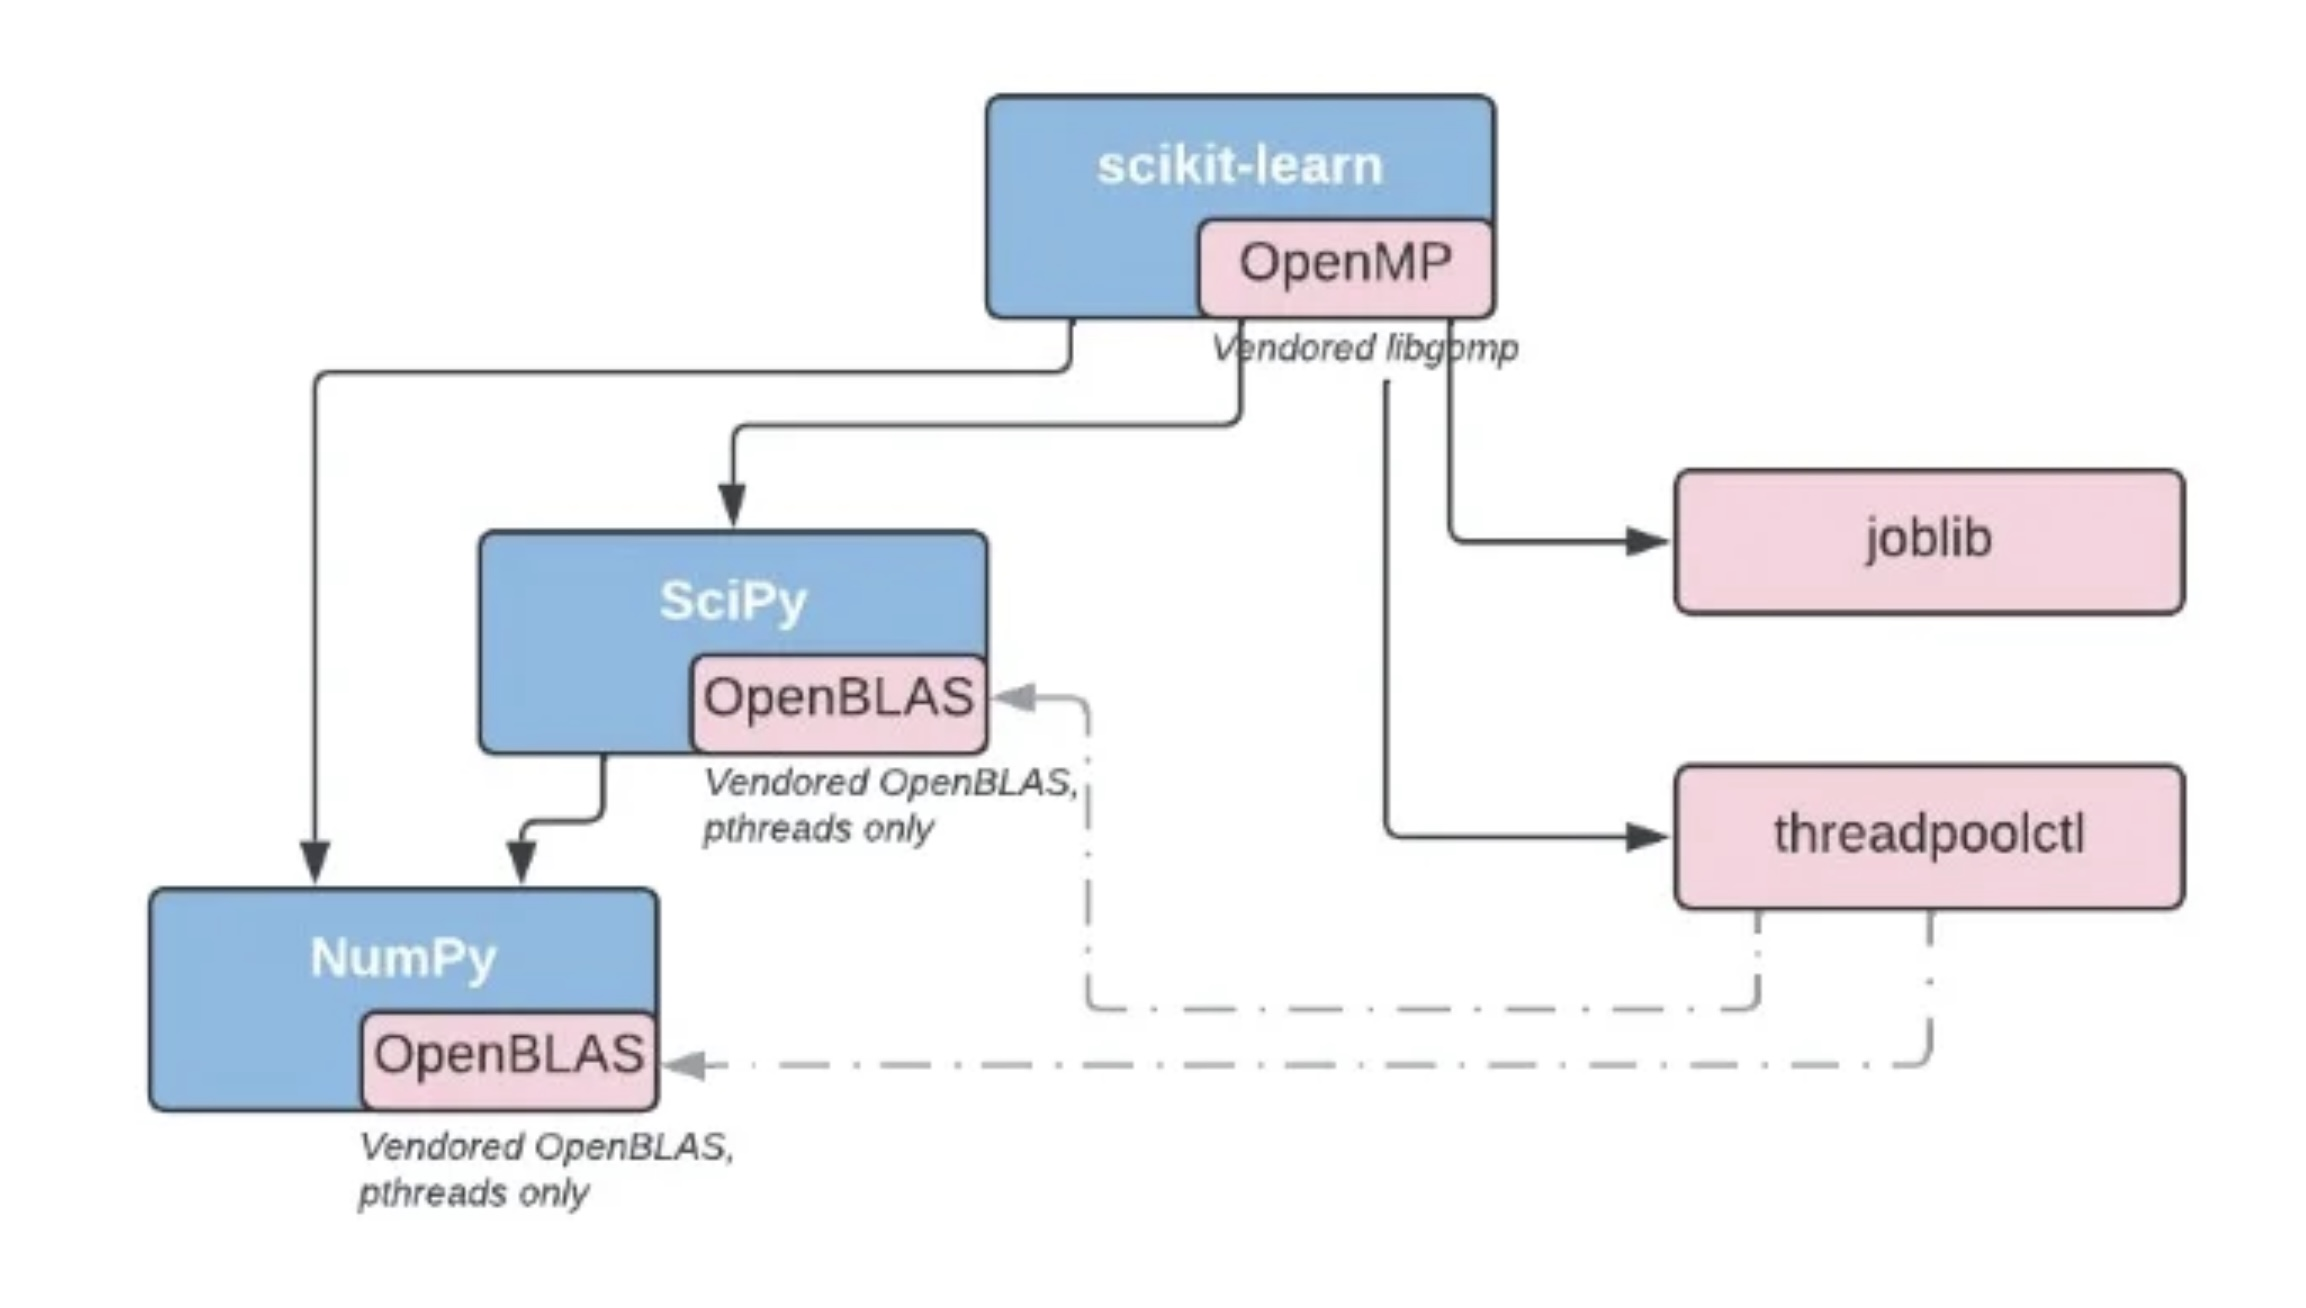 scikit-learn
OpenMP
Vendored libgomp
joblib
SciPy
OpenBLAS
Vendored OpenBLAS,
pthreads only
threadpoolctl
NumPy
OpenBLAS
Vendored OpenBLAS,
pthreads only